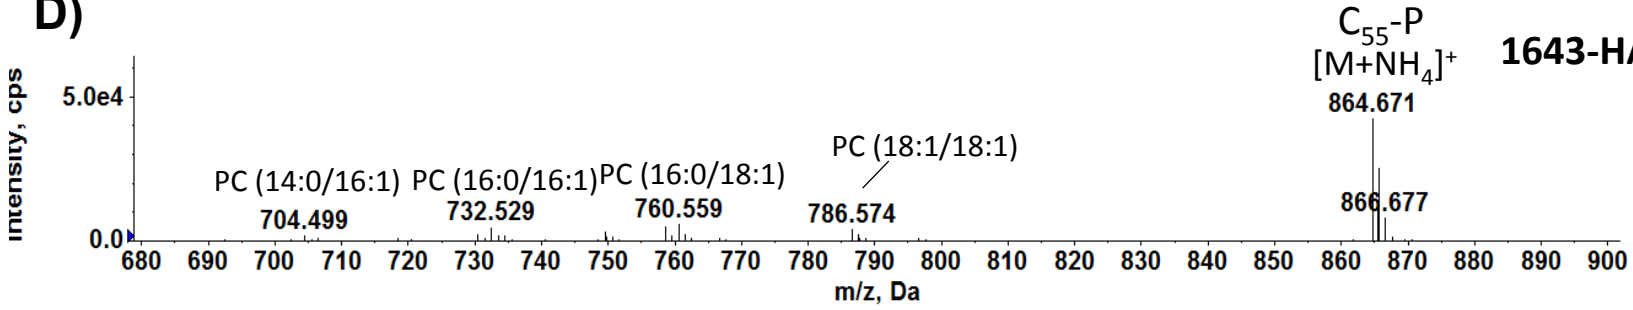 D)
C55-P
[M+NH4]+
1643-HA
864.671
Intensity, cps
5.0e4
0.0
PC (14:0/16:1)
704.499
PC (16:0/16:1)
732.529
PC (16:0/18:1)
760.559
PC (18:1/18:1)
786.574
866.677
680 690 700 710 720 730 740 750 760 770 780 790 800 810 820 830 840 850 860 870 880 890 900
m/z, Da